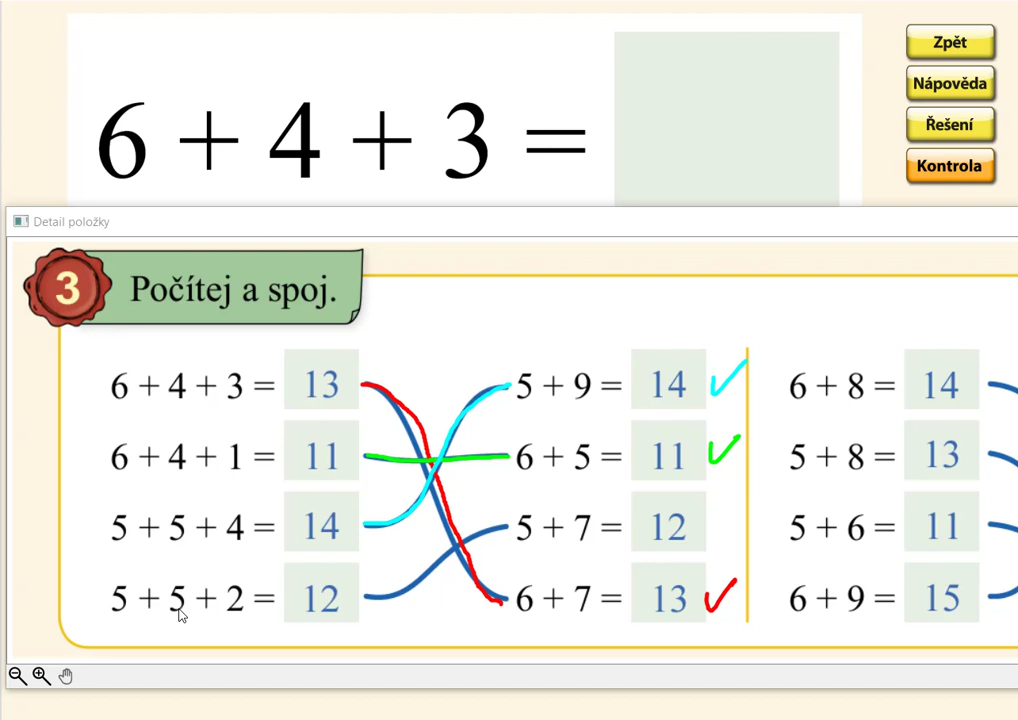 6 + 4 + 3 =
Zpět
Nápověda
Řešení
Kontrola
Detail položky
3 Počítej a spoj.
6 + 4 + 3 = 13 5 + 9 = 14 6 + 8 = 14
6 + 4 + 1 = 11 6 + 5 = 11 5 + 8 = 13
5 + 5 + 4 = 14 5 + 7 = 12 5 + 6 = 11
5 + 5 + 2 = 12 6 + 7 = 13 6 + 9 = 15